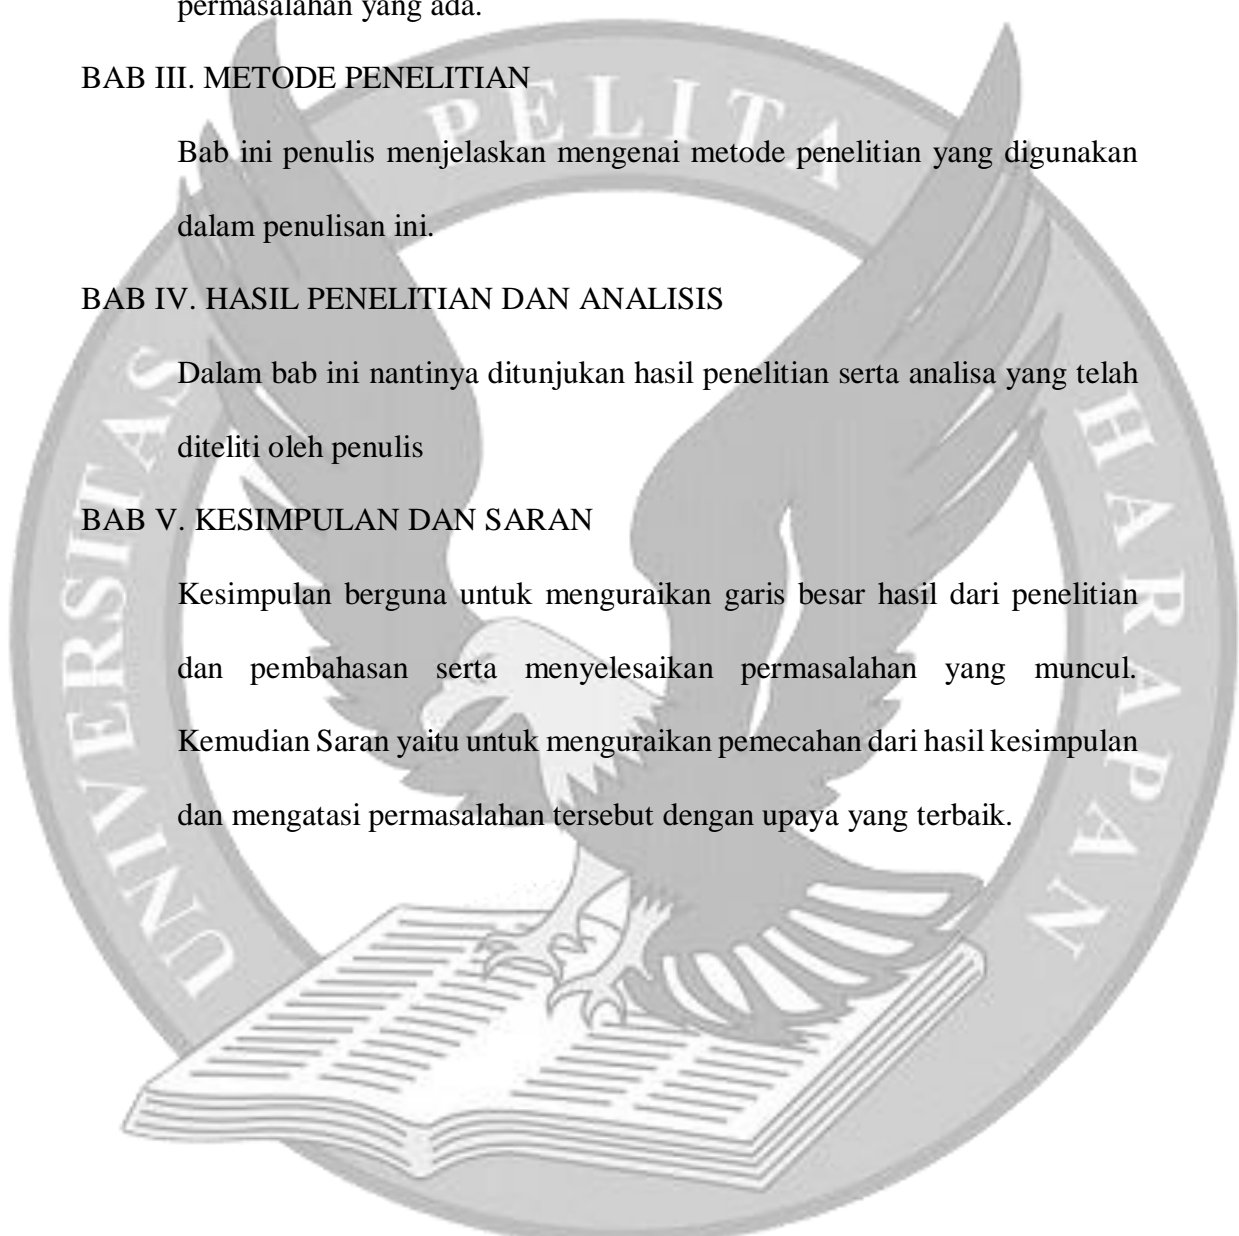 permasalahan yang ada.
BAB III. METODE PENELITIAN
Bab ini penulis menjelaskan mengenai metode penelitian yang digunakan
dalam penulisan ini.
BAB IV. HASIL PENELITIAN DAN ANALISIS
Dalam bab ini nantinya ditunjukan hasil penelitian serta analisa yang telah
diteliti oleh penulis
BAB V. KESIMPULAN DAN SARAN
Kesimpulan berguna untuk menguraikan garis besar hasil dari penelitian
dan pembahasan serta menyelesaikan permasalahan yang muncul.
Kemudian Saran yaitu untuk menguraikan pemecahan dari hasil kesimpulan
dan mengatasi permasalahan tersebut dengan upaya yang terbaik.
UNIVERSITAS PELITA HARAPAN